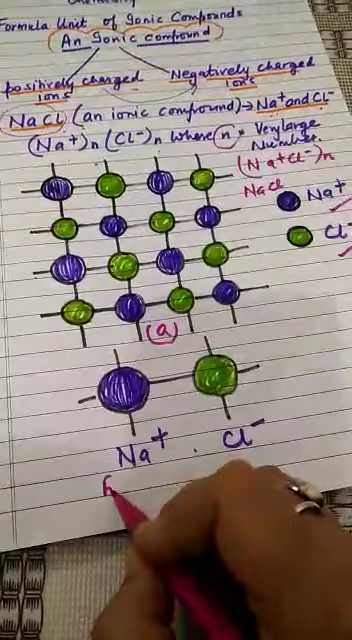 Formula Unit of Ionic Compounds
An Ionic compound
positively charged ions
Negatively charged ions
NaCl (an ionic compound) → Na⁺ and Cl⁻
(Na⁺)n (Cl⁻)n where n = Very large Number.
(Na⁺Cl⁻)n
NaCl
Na⁺
Cl⁻
(a)
Na⁺ Cl⁻